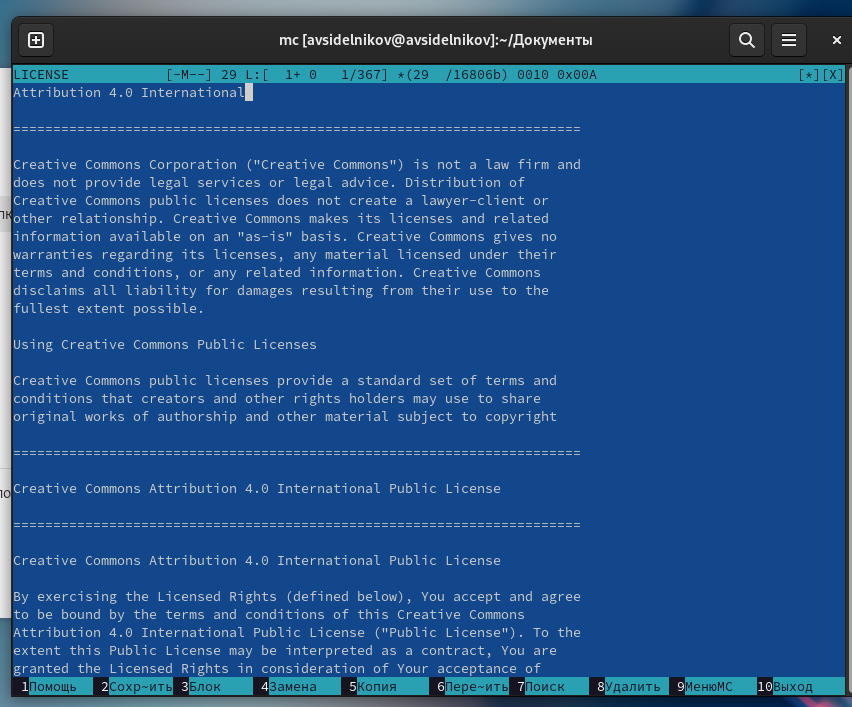 mc [avsidelnikov@avsidelnikov]:~/Документы
LICENSE [-M--] 29 L:[ 1+ 0 1/367] *(29 /16806b) 0010 0x00A [*][X]
Attribution 4.0 International
=======================================================================
Creative Commons Corporation ("Creative Commons") is not a law firm and
does not provide legal services or legal advice. Distribution of
Creative Commons public licenses does not create a lawyer-client or
other relationship. Creative Commons makes its licenses and related
information available on an "as-is" basis. Creative Commons gives no
warranties regarding its licenses, any material licensed under their
terms and conditions, or any related information. Creative Commons
disclaims all liability for damages resulting from their use to the
fullest extent possible.
Using Creative Commons Public Licenses
Creative Commons public licenses provide a standard set of terms and
conditions that creators and other rights holders may use to share
original works of authorship and other material subject to copyright
=======================================================================
Creative Commons Attribution 4.0 International Public License
=======================================================================
Creative Commons Attribution 4.0 International Public License
By exercising the Licensed Rights (defined below), You accept and agree
to be bound by the terms and conditions of this Creative Commons
Attribution 4.0 International Public License ("Public License"). To the
extent this Public License may be interpreted as a contract, You are
granted the Licensed Rights in consideration of Your acceptance of
1Помощь 2Сохр~ить 3Блок 4Замена 5Копия 6Пере~ить 7Поиск 8Удалить 9МенюМС 10Выход